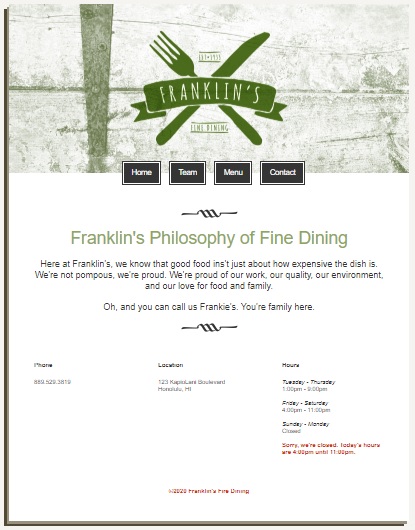 EST•1955
FRANKLIN'S
FINE DINING
Home Team Menu Contact
Franklin's Philosophy of Fine Dining
Here at Franklin's, we know that good food ins't just about how expensive the dish is.
We're not pompous, we're proud. We're proud of our work, our quality, our environment,
and our love for food and family.
Oh, and you can call us Frankie's. You're family here.
Phone
889.529.3819
Location
123 KapioLani Boulevard
Honolulu, HI
Hours
Tuesday - Thursday
1:00pm - 9:00pm
Friday - Saturday
4:00pm - 11:00pm
Sunday - Monday
Closed
Sorry, we're closed. Today's hours
are 4:00pm until 11:00pm.
©2020 Franklin's Fine Dining